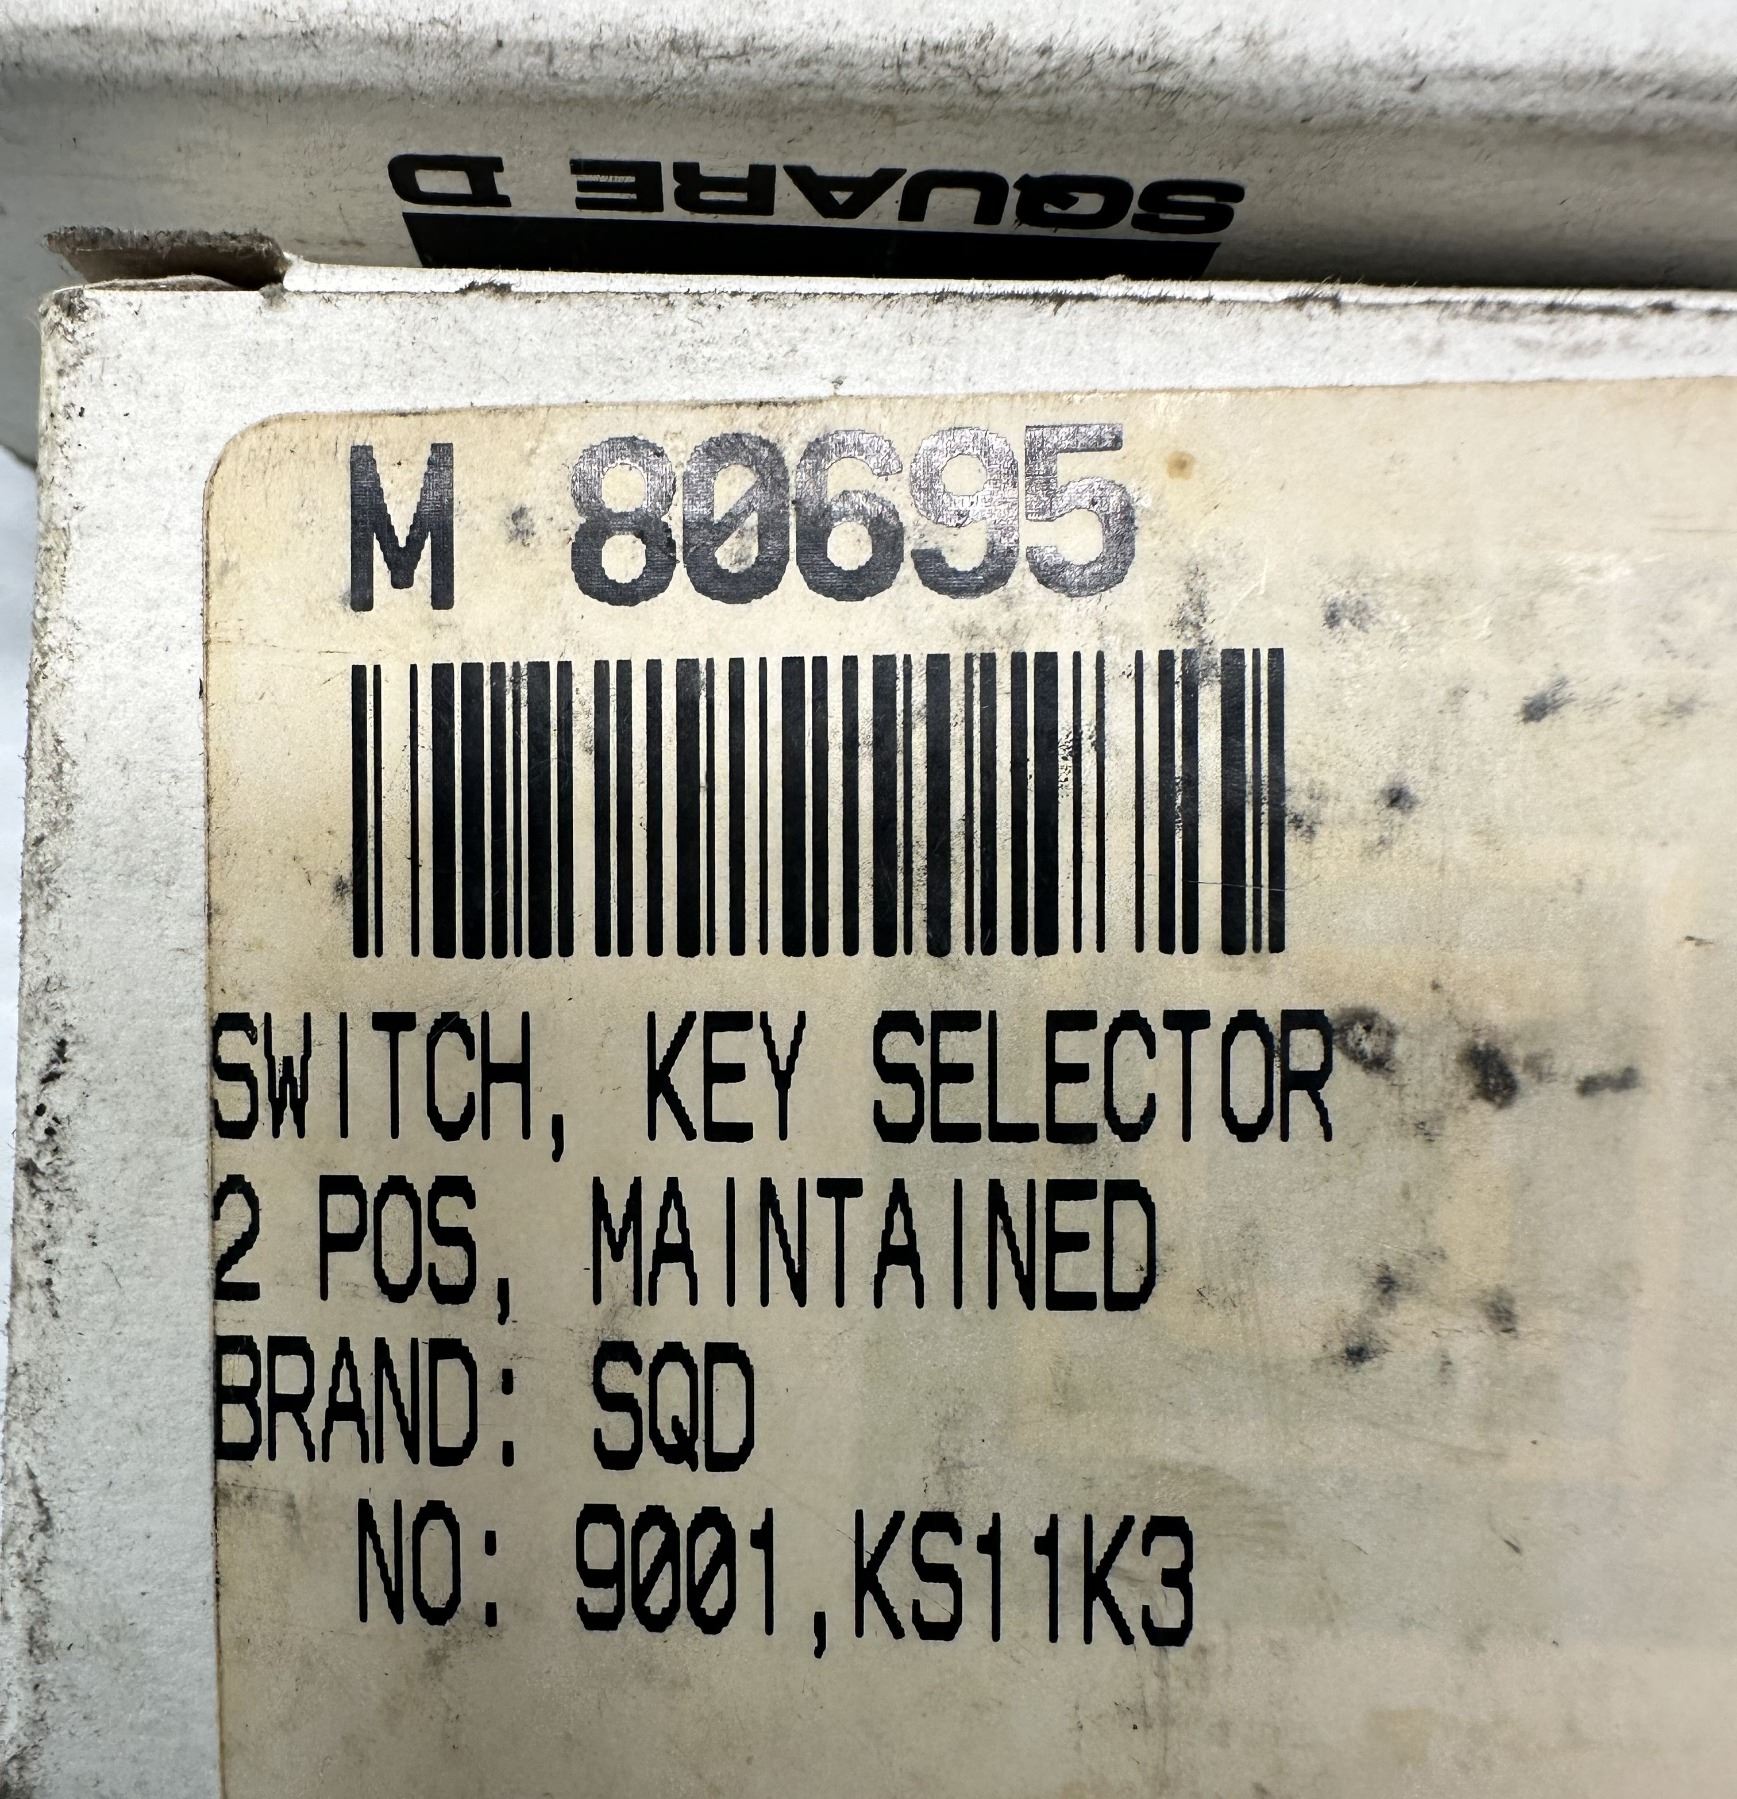 SQUARE D
M 80695
SWITCH, KEY SELECTOR
2 POS, MAINTAINED
BRAND: SQD
NO: 9001,KS11K3